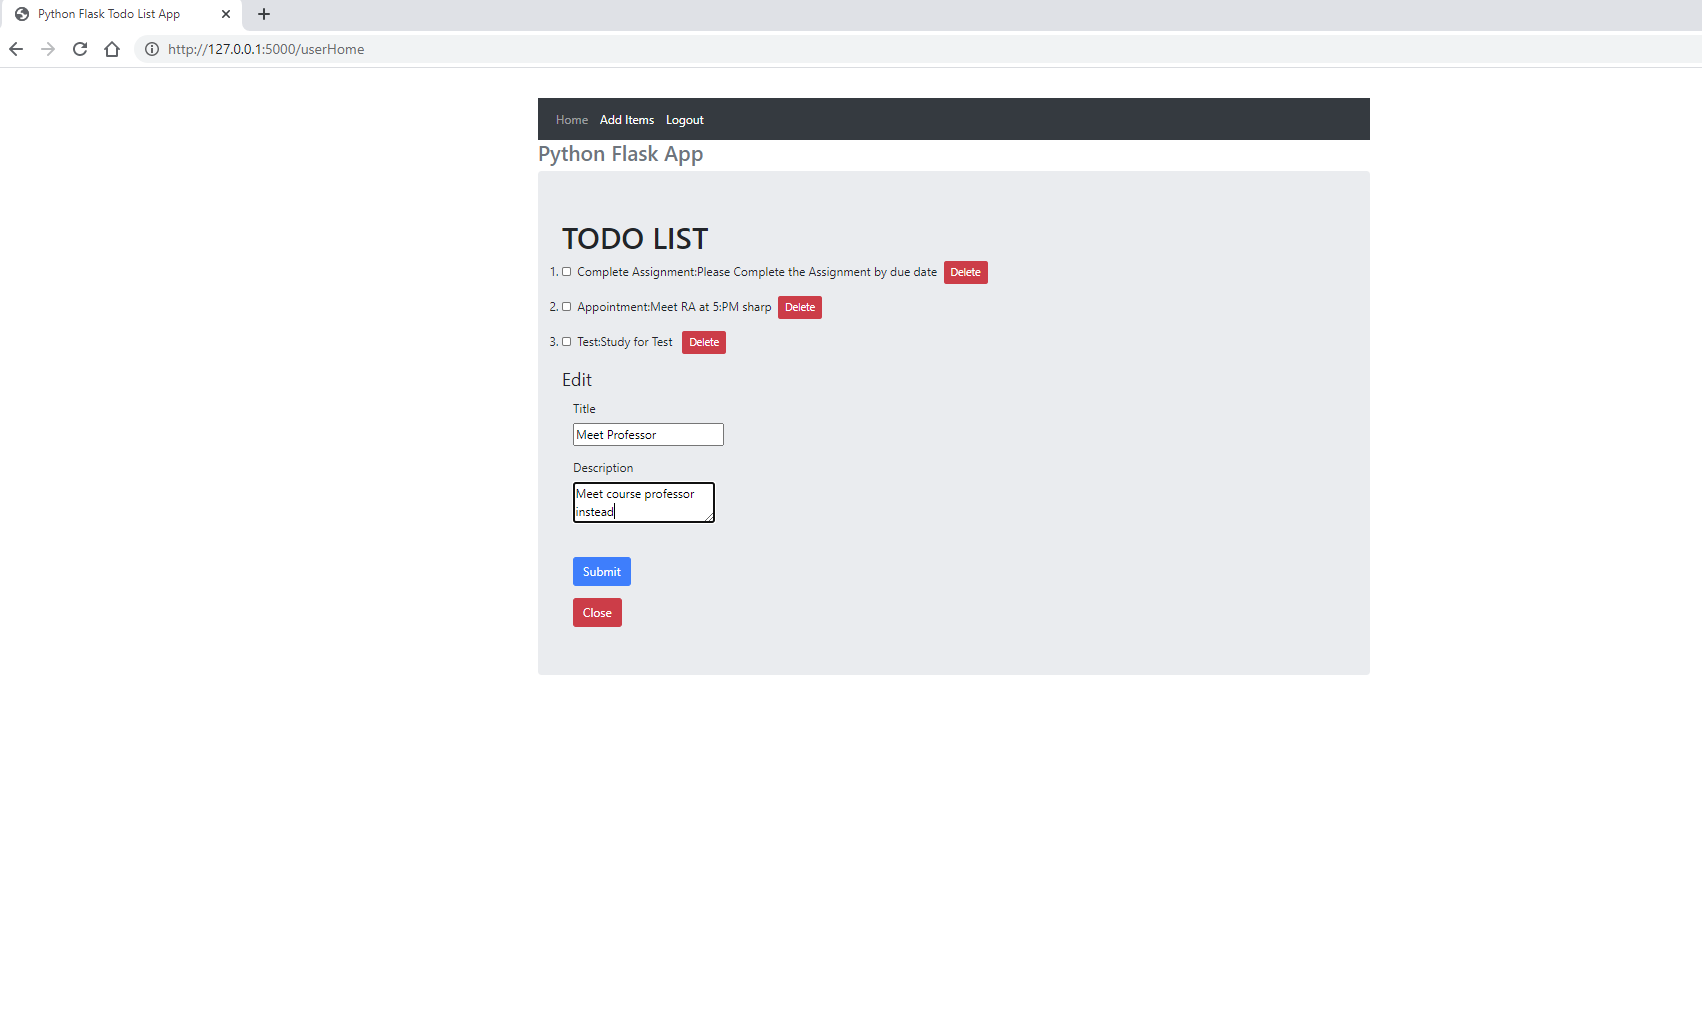 Python Flask Todo List App
http://127.0.0.1:5000/userHome
Home Add Items Logout
Python Flask App
TODO LIST
1. Complete Assignment:Please Complete the Assignment by due date Delete
2. Appointment:Meet RA at 5:PM sharp Delete
3. Test:Study for Test Delete
Edit
Title
Meet Professor
Description
Meet course professor
instead
Submit
Close